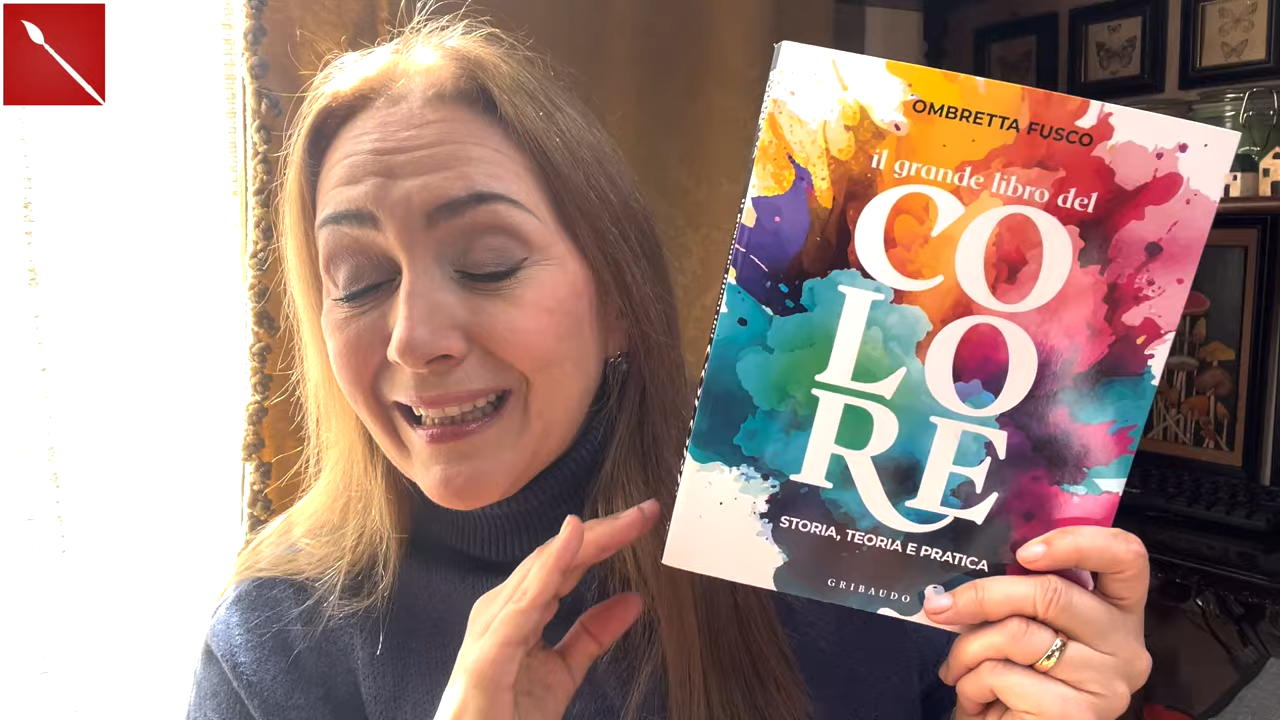 OMBRETTA FUSCO
il grande libro del
CO
LO
RE
STORIA, TEORIA E PRATICA
GRIBAUDO